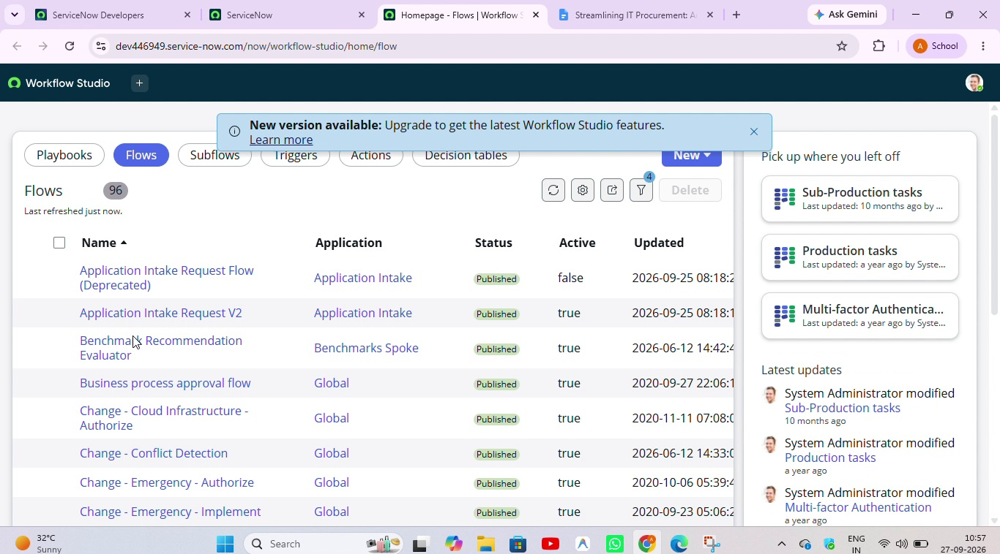 ServiceNow Developers
ServiceNow
Homepage - Flows | Workflow S
Streamlining IT Procurement: A
Ask Gemini
dev446949.service-now.com/now/workflow-studio/home/flow
A School
Workflow Studio
New version available: Upgrade to get the latest Workflow Studio features.
Learn more
Playbooks
Flows
Subflows
Triggers
Actions
Decision tables
New
Flows 96
Last refreshed just now.
4
Delete
Name Application Status Active Updated
Application Intake Request Flow
(Deprecated)
Application Intake Published false 2026-09-25 08:18:2
Application Intake Request V2 Application Intake Published true 2026-09-25 08:18:1
Benchmark Recommendation
Evaluator
Benchmarks Spoke Published true 2026-06-12 14:42:4
Business process approval flow Global Published true 2020-09-27 22:06:1
Change - Cloud Infrastructure -
Authorize
Global Published true 2020-11-11 07:08:0
Change - Conflict Detection Global Published true 2026-06-12 14:33:0
Change - Emergency - Authorize Global Published true 2020-10-06 05:39:4
Change - Emergency - Implement Global Published true 2020-09-23 05:06:2
Pick up where you left off
Sub-Production tasks
Last updated: 10 months ago by ...
Production tasks
Last updated: a year ago by Syste...
Multi-factor Authentica...
Last updated: a year ago by Syste...
Latest updates
System Administrator modified
Sub-Production tasks
10 months ago
System Administrator modified
Production tasks
a year ago
System Administrator modified
Multi-factor Authentication
a year ago
32°C
Sunny
Search
ENG
IN
10:57
27-09-2026